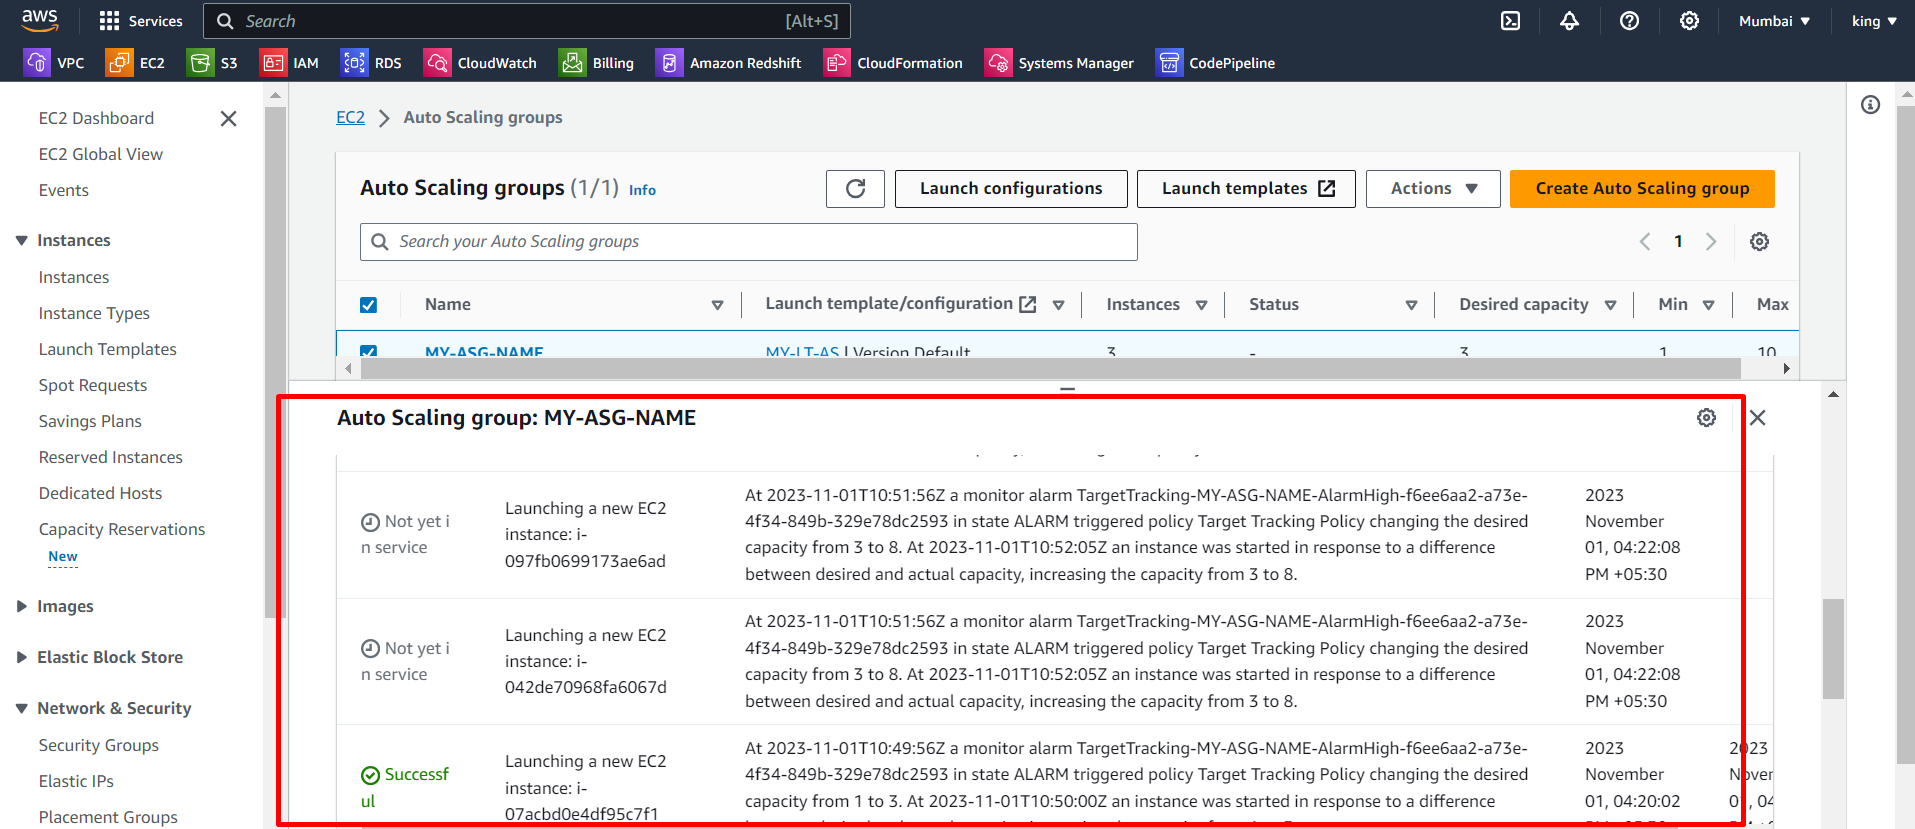 aws
Services
Search
[Alt+S]
Mumbai
king
VPC
EC2
S3
IAM
RDS
CloudWatch
Billing
Amazon Redshift
CloudFormation
Systems Manager
CodePipeline
EC2 Dashboard
EC2 Global View
Events
Instances
Instances
Instance Types
Launch Templates
Spot Requests
Savings Plans
Reserved Instances
Dedicated Hosts
Capacity Reservations
New
Images
Elastic Block Store
Network & Security
Security Groups
Elastic IPs
Placement Groups
EC2 > Auto Scaling groups
Auto Scaling groups (1/1) Info
Launch configurations
Launch templates
Actions
Create Auto Scaling group
Search your Auto Scaling groups
1
Name
Launch template/configuration
Instances
Status
Desired capacity
Min
Max
MY-ASG-NAME
MY-LT-AS | Version Default
3
-
3
1
10
Auto Scaling group: MY-ASG-NAME
Not yet i
n service
Launching a new EC2
instance: i-
097fb0699173ae6ad
At 2023-11-01T10:51:56Z a monitor alarm TargetTracking-MY-ASG-NAME-AlarmHigh-f6ee6aa2-a73e-
4f34-849b-329e78dc2593 in state ALARM triggered policy Target Tracking Policy changing the desired
capacity from 3 to 8. At 2023-11-01T10:52:05Z an instance was started in response to a difference
between desired and actual capacity, increasing the capacity from 3 to 8.
2023
November
01, 04:22:08
PM +05:30
Not yet i
n service
Launching a new EC2
instance: i-
042de70968fa6067d
At 2023-11-01T10:51:56Z a monitor alarm TargetTracking-MY-ASG-NAME-AlarmHigh-f6ee6aa2-a73e-
4f34-849b-329e78dc2593 in state ALARM triggered policy Target Tracking Policy changing the desired
capacity from 3 to 8. At 2023-11-01T10:52:05Z an instance was started in response to a difference
between desired and actual capacity, increasing the capacity from 3 to 8.
2023
November
01, 04:22:08
PM +05:30
Successf
ul
Launching a new EC2
instance: i-
07acbd0e4df95c7f1
At 2023-11-01T10:49:56Z a monitor alarm TargetTracking-MY-ASG-NAME-AlarmHigh-f6ee6aa2-a73e-
4f34-849b-329e78dc2593 in state ALARM triggered policy Target Tracking Policy changing the desired
capacity from 1 to 3. At 2023-11-01T10:50:00Z an instance was started in response to a difference
2023
November
01, 04:20:02
2023
Nover
01, 04